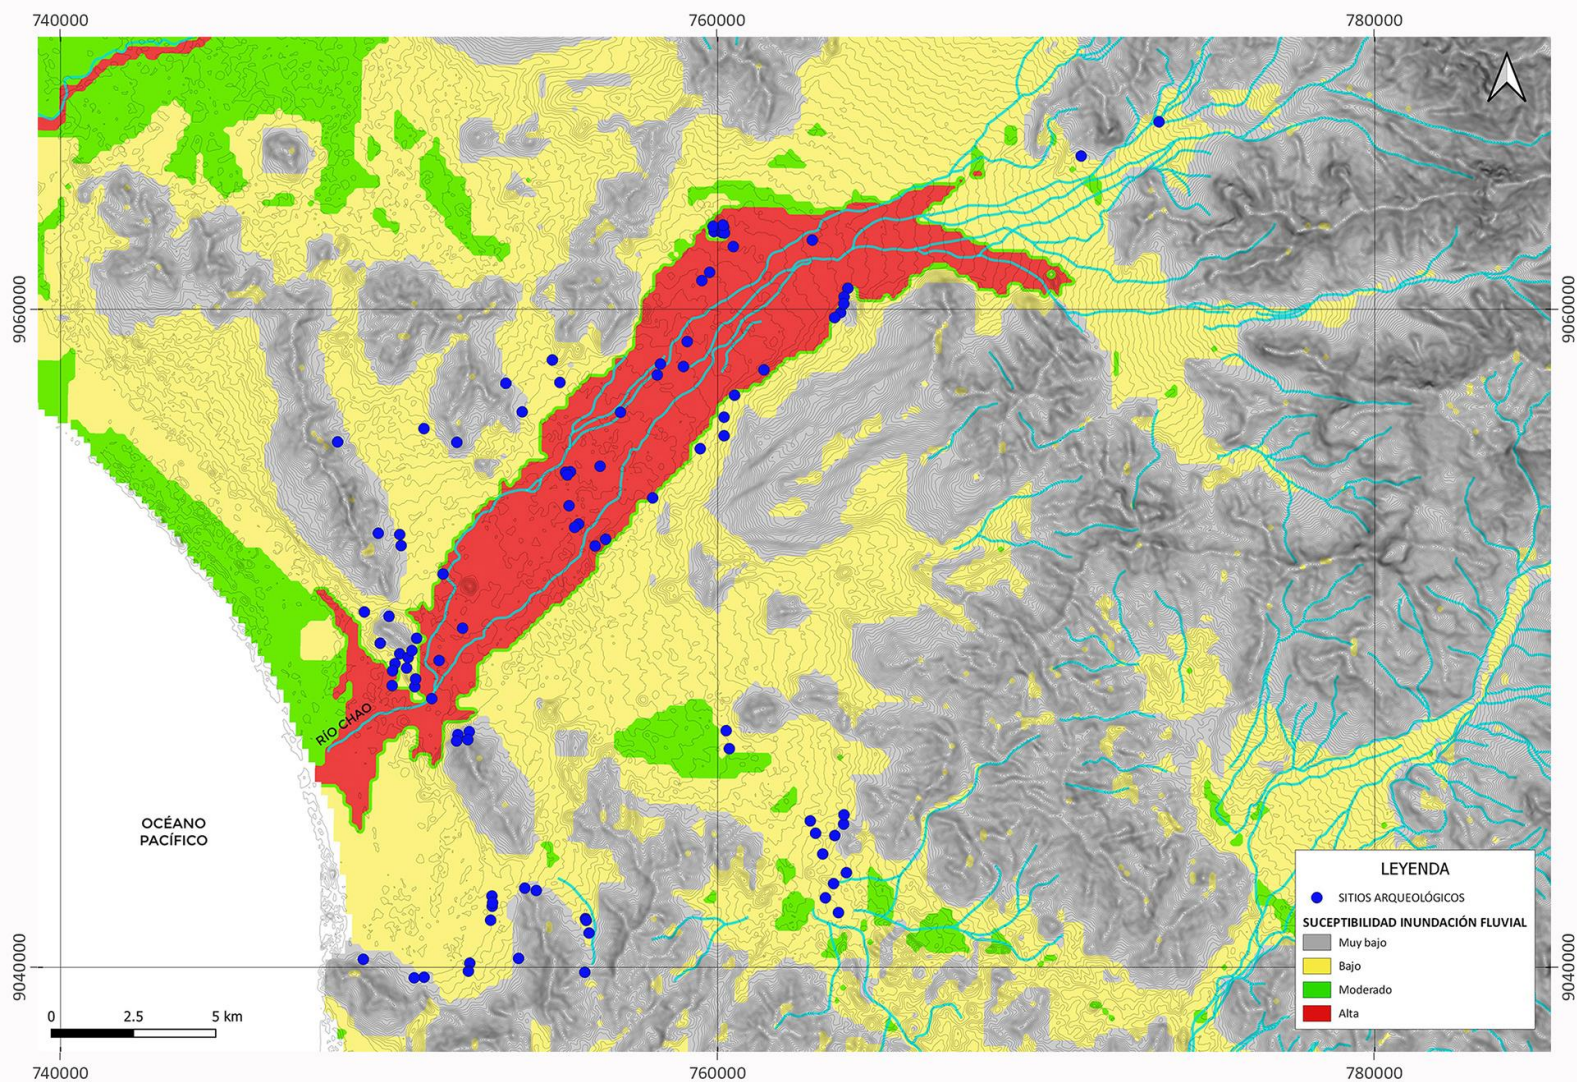 740000
760000
780000
9060000
9060000
RÍO CHAO
OCÉANO
PACÍFICO
LEYENDA
SITIOS ARQUEOLÓGICOS
SUCEPTIBILIDAD INUNDACIÓN FLUVIAL
Muy bajo
Bajo
Moderado
Alta
9040000
9040000
0 2.5 5 km
740000
760000
780000